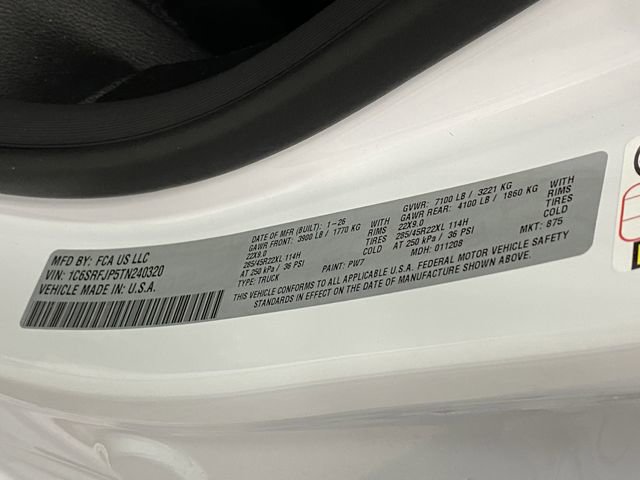 MFD BY: FCA US LLC
VIN: 1C6SRFJP5TN240320
VEHICLE MADE IN U.S.A.
DATE OF MFR (BUILT): 1-26
GAWR FRONT: 3900 LB / 1770 KG WITH
22X9.0 RIMS
285/45R22XL 114H TIRES
AT 250 kPa / 36 PSI COLD
TYPE: TRUCK PAINT: PW7
GVWR: 7100 LB / 3221 KG
GAWR REAR: 4100 LB / 1860 KG WITH
22X9.0 RIMS
285/45R22XL 114H TIRES
AT 250 kPa / 36 PSI COLD
MDH: 011208 MKT: 875
THIS VEHICLE CONFORMS TO ALL APPLICABLE U.S.A. FEDERAL MOTOR VEHICLE SAFETY
STANDARDS IN EFFECT ON THE DATE OF MANUFACTURE SHOWN ABOVE.